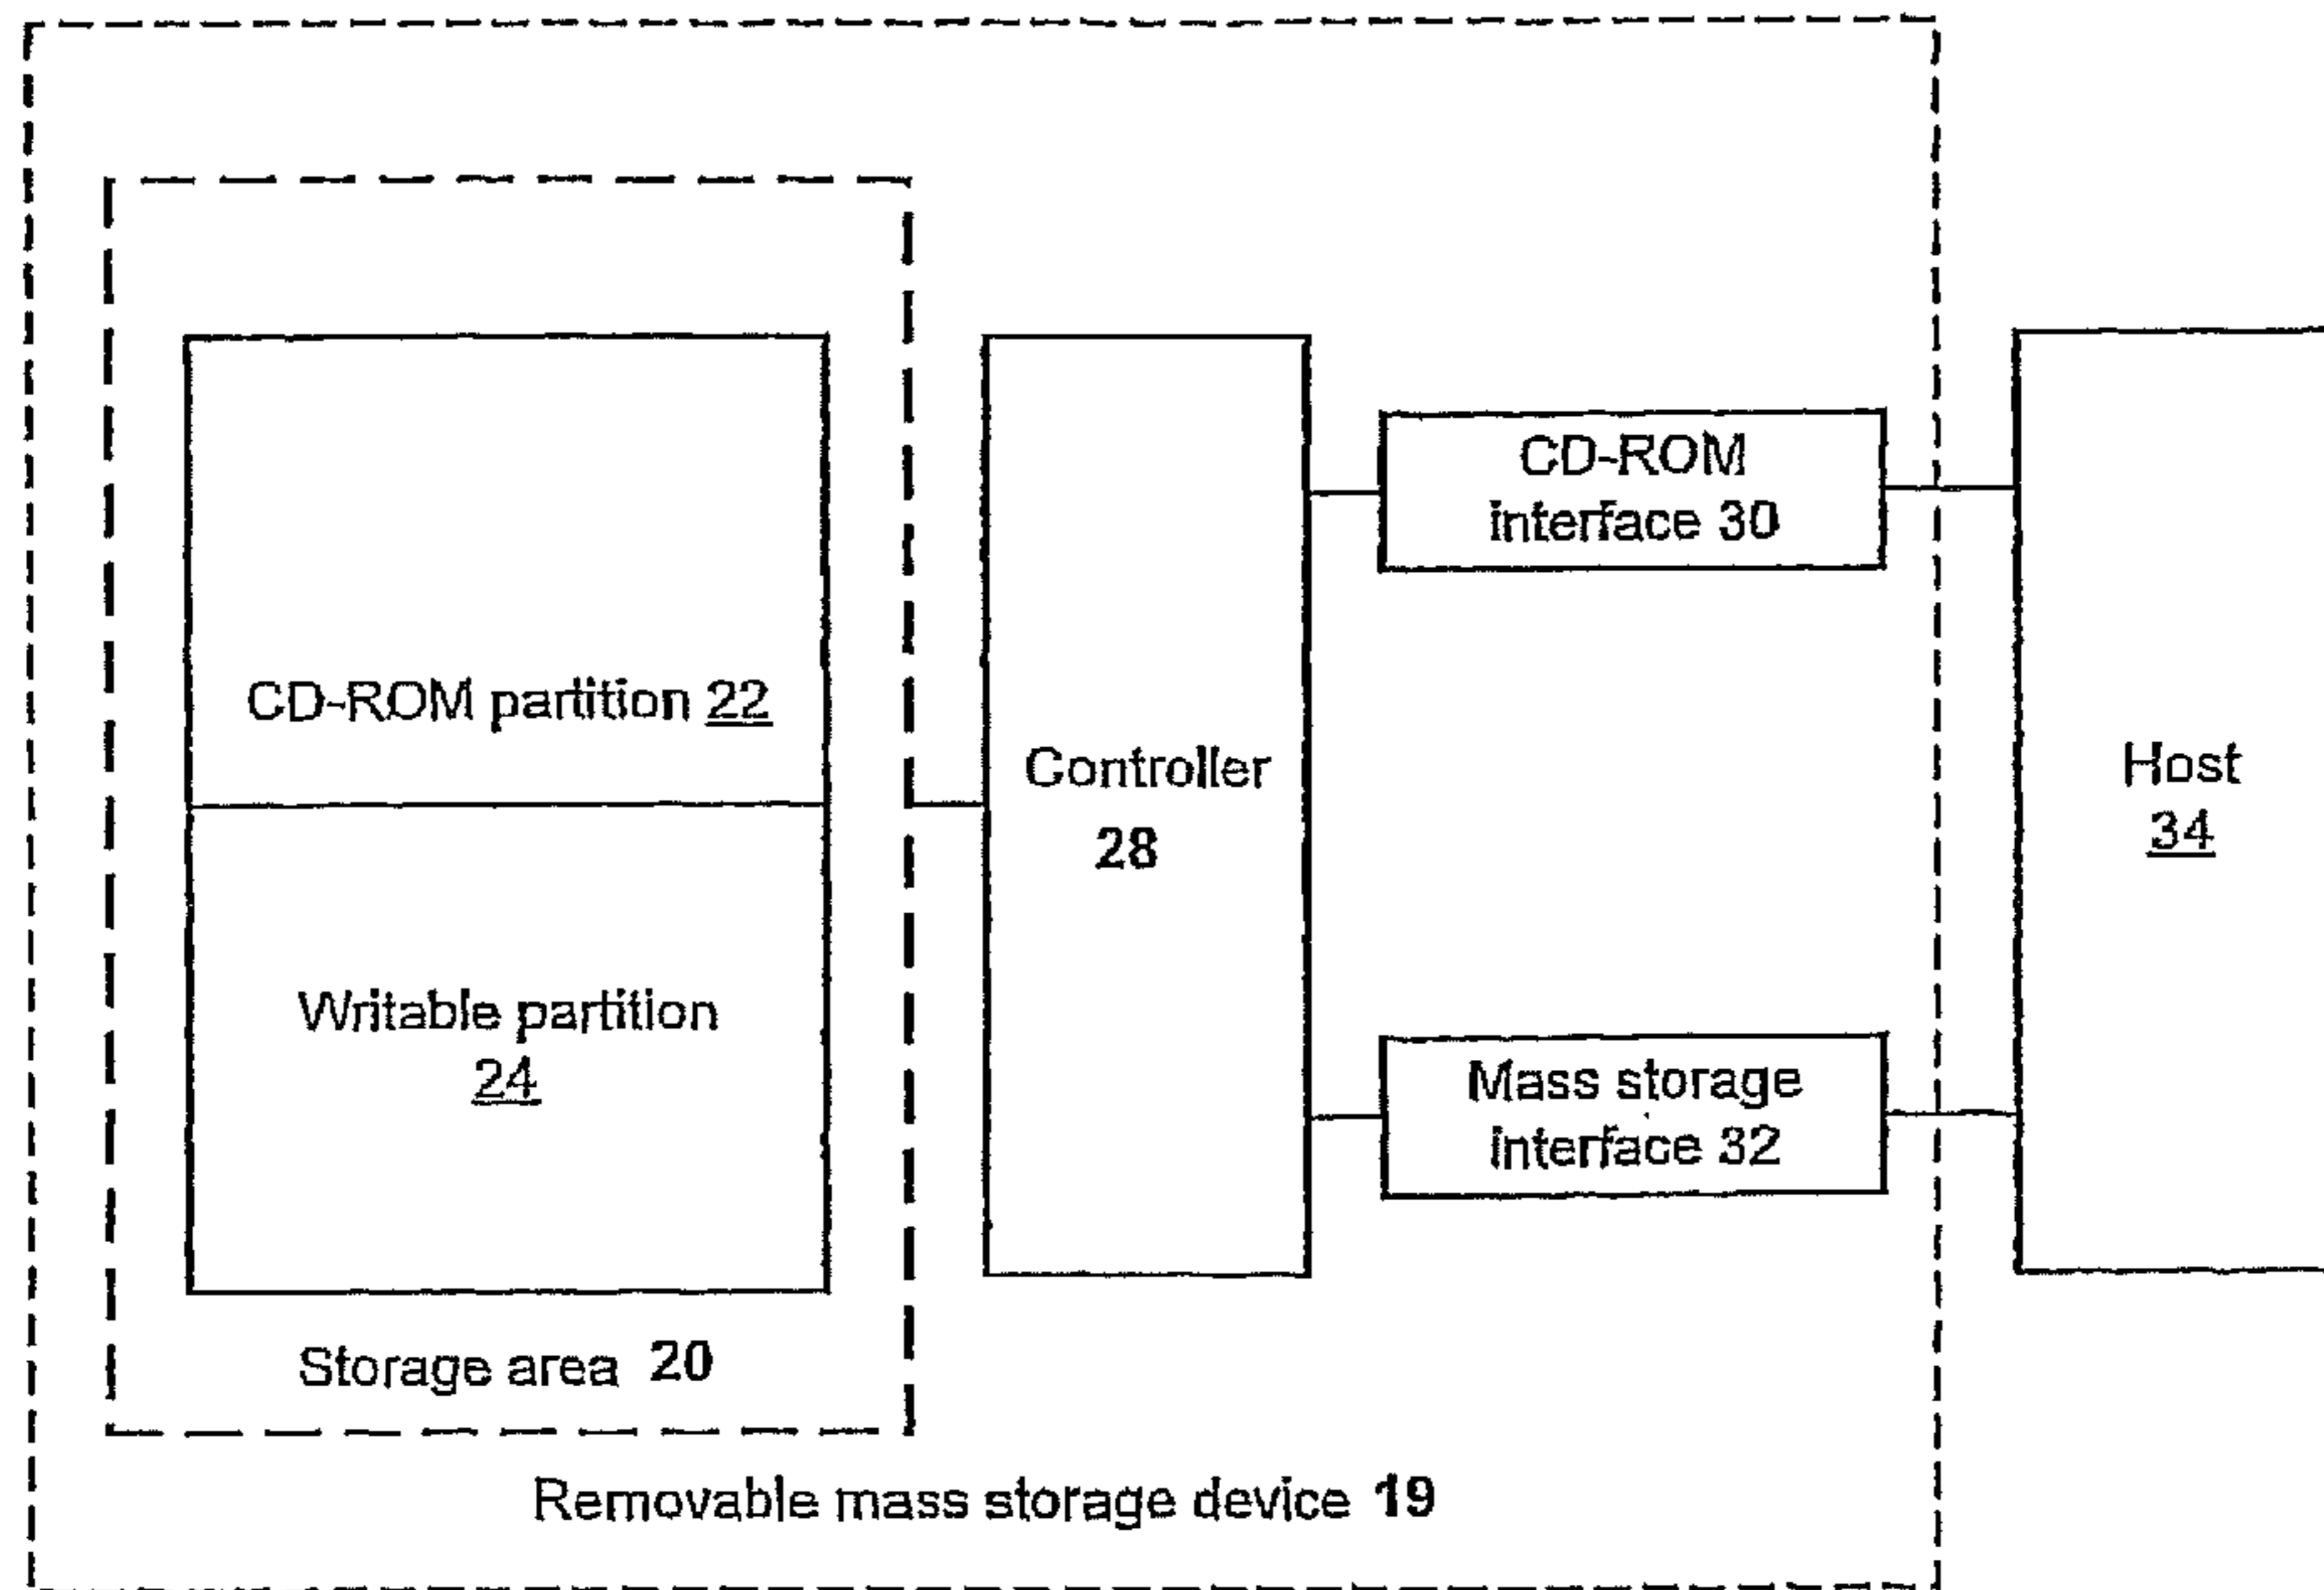 CD-ROM partition 22
Writable partition
24
Storage area 20
Controller
28
CD-ROM
interface 30
Mass storage
interface 32
Host
34
Removable mass storage device 19